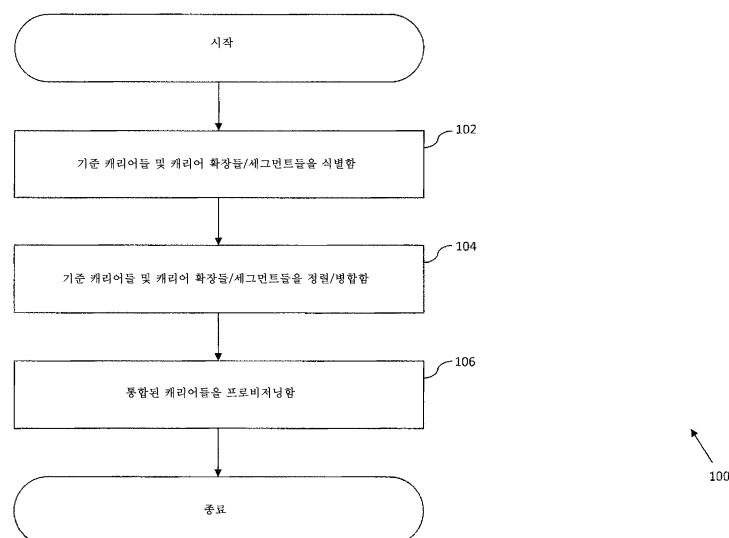 시작
102
기준 캐리어들 및 캐리어 확장들/세그먼트들을 식별함
104
기준 캐리어들 및 캐리어 확장들/세그먼트들을 정렬/병합함
106
통합된 캐리어들을 프로비저닝함
100
종료